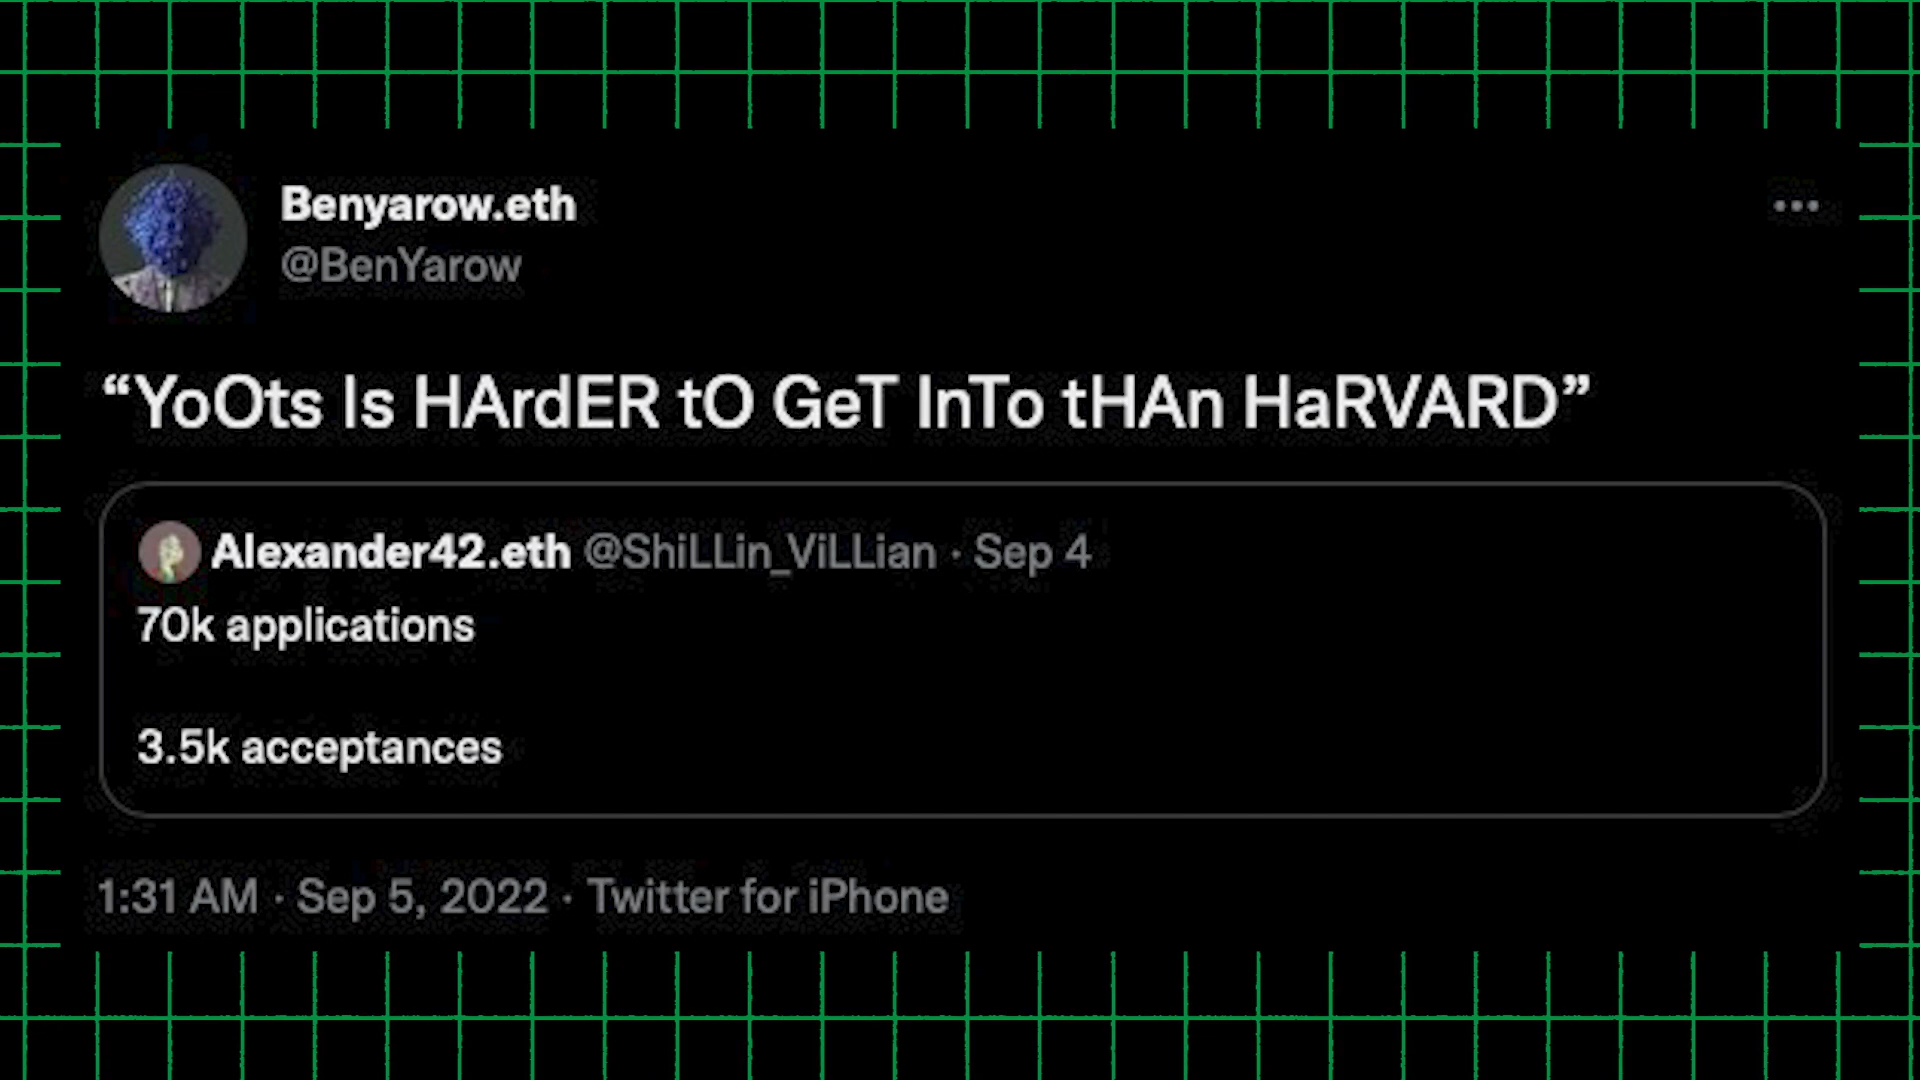 Benyarow.eth
@BenYarow
“YoOts Is HArdER tO GeT InTo tHAn HaRVARD”
Alexander42.eth @ShiLLin_ViLLian · Sep 4
70k applications
3.5k acceptances
1:31 AM · Sep 5, 2022 · Twitter for iPhone